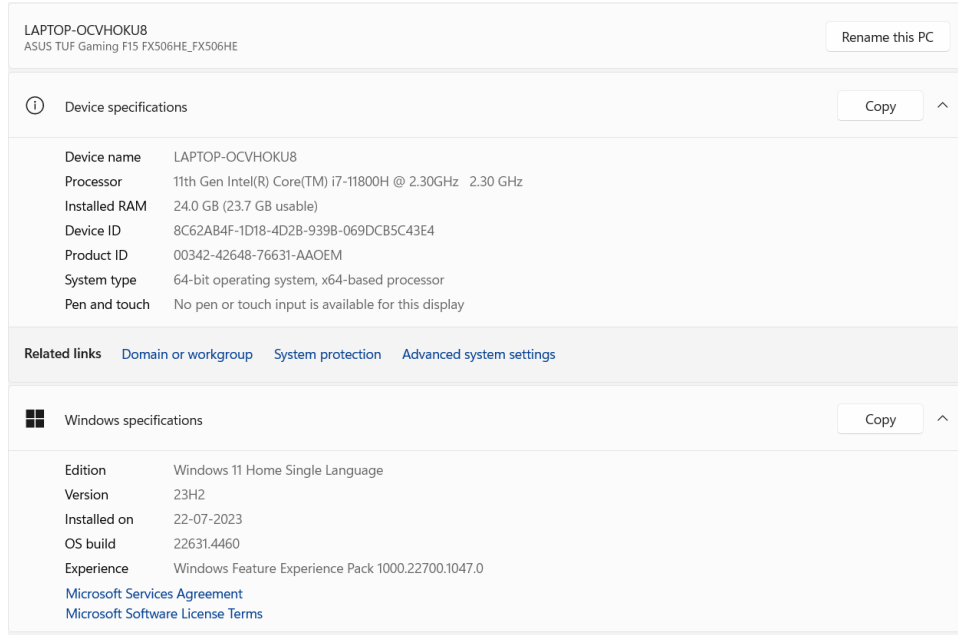 LAPTOP-OCVHOKU8
ASUS TUF Gaming F15 FX506HE_FX506HE
Rename this PC
Device specifications
Copy
Device name LAPTOP-OCVHOKU8
Processor 11th Gen Intel(R) Core(TM) i7-11800H @ 2.30GHz 2.30 GHz
Installed RAM 24.0 GB (23.7 GB usable)
Device ID 8C62AB4F-1D18-4D2B-939B-069DCB5C43E4
Product ID 00342-42648-76631-AAOEM
System type 64-bit operating system, x64-based processor
Pen and touch No pen or touch input is available for this display
Related links Domain or workgroup System protection Advanced system settings
Windows specifications
Copy
Edition Windows 11 Home Single Language
Version 23H2
Installed on 22-07-2023
OS build 22631.4460
Experience Windows Feature Experience Pack 1000.22700.1047.0
Microsoft Services Agreement
Microsoft Software License Terms